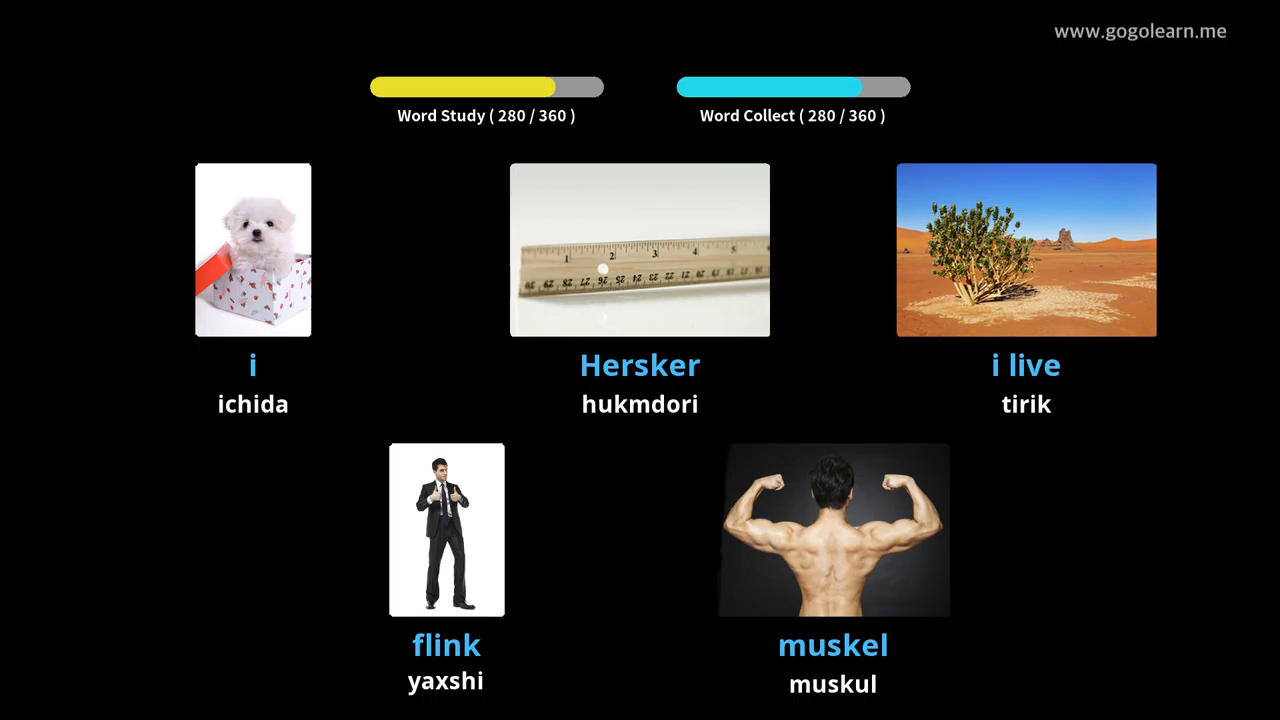 www.gogolearn.me
Word Study ( 280 / 360 )
Word Collect ( 280 / 360 )
i
ichida
Hersker
hukmdori
i live
tirik
flink
yaxshi
muskel
muskul